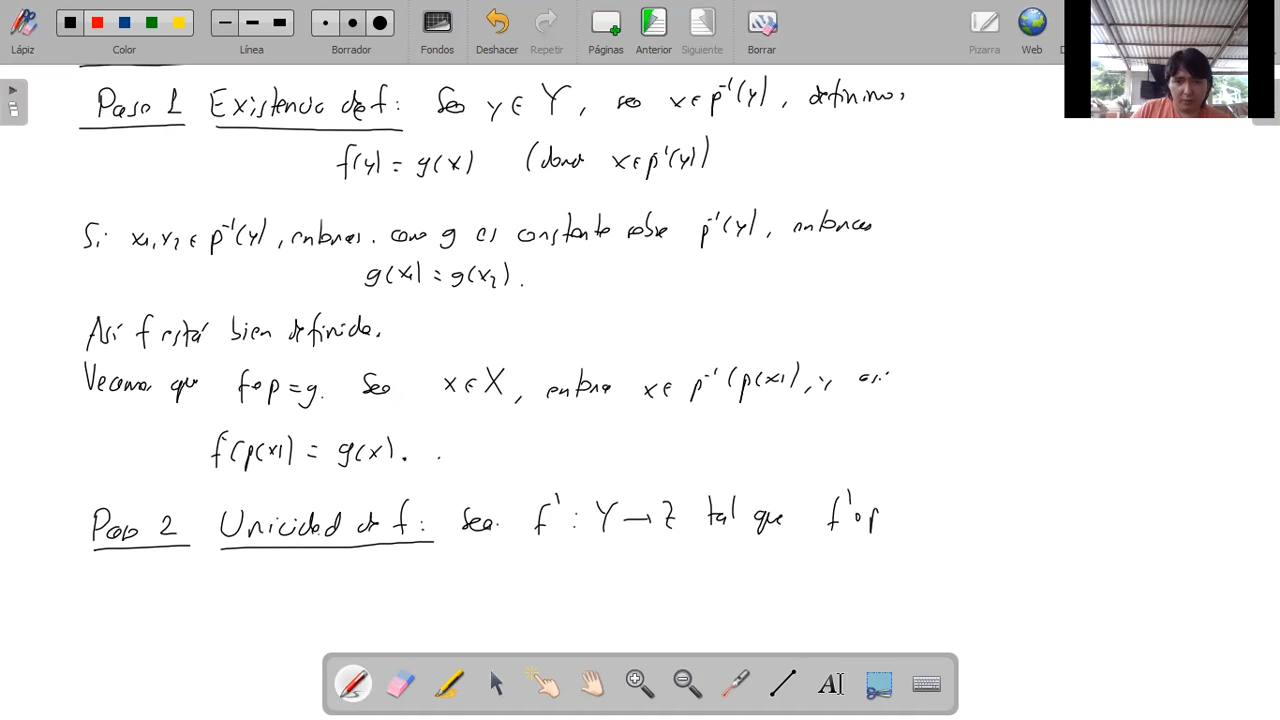 Lápiz Color Línea Borrador Fondos Deshacer Repetir Páginas Anterior Siguiente Borrar Pizarra Web
Paso 1 Existencia de f: Sea y ∈ Y, sea x ∈ p⁻¹(y), definimos
f(y) = g(x) (donde x ∈ p⁻¹(y))
Si x₁, x₂ ∈ p⁻¹(y), entonces. como g es constante sobre p⁻¹(y), entonces
g(x₁) = g(x₂).
Así f está bien definida.
Veamos que f∘p = g. Sea x ∈ X, entonces x ∈ p⁻¹(p(x)), y así
f(p(x)) = g(x).
Paso 2 Unicidad de f: Sea f' : Y → Z tal que f'∘p